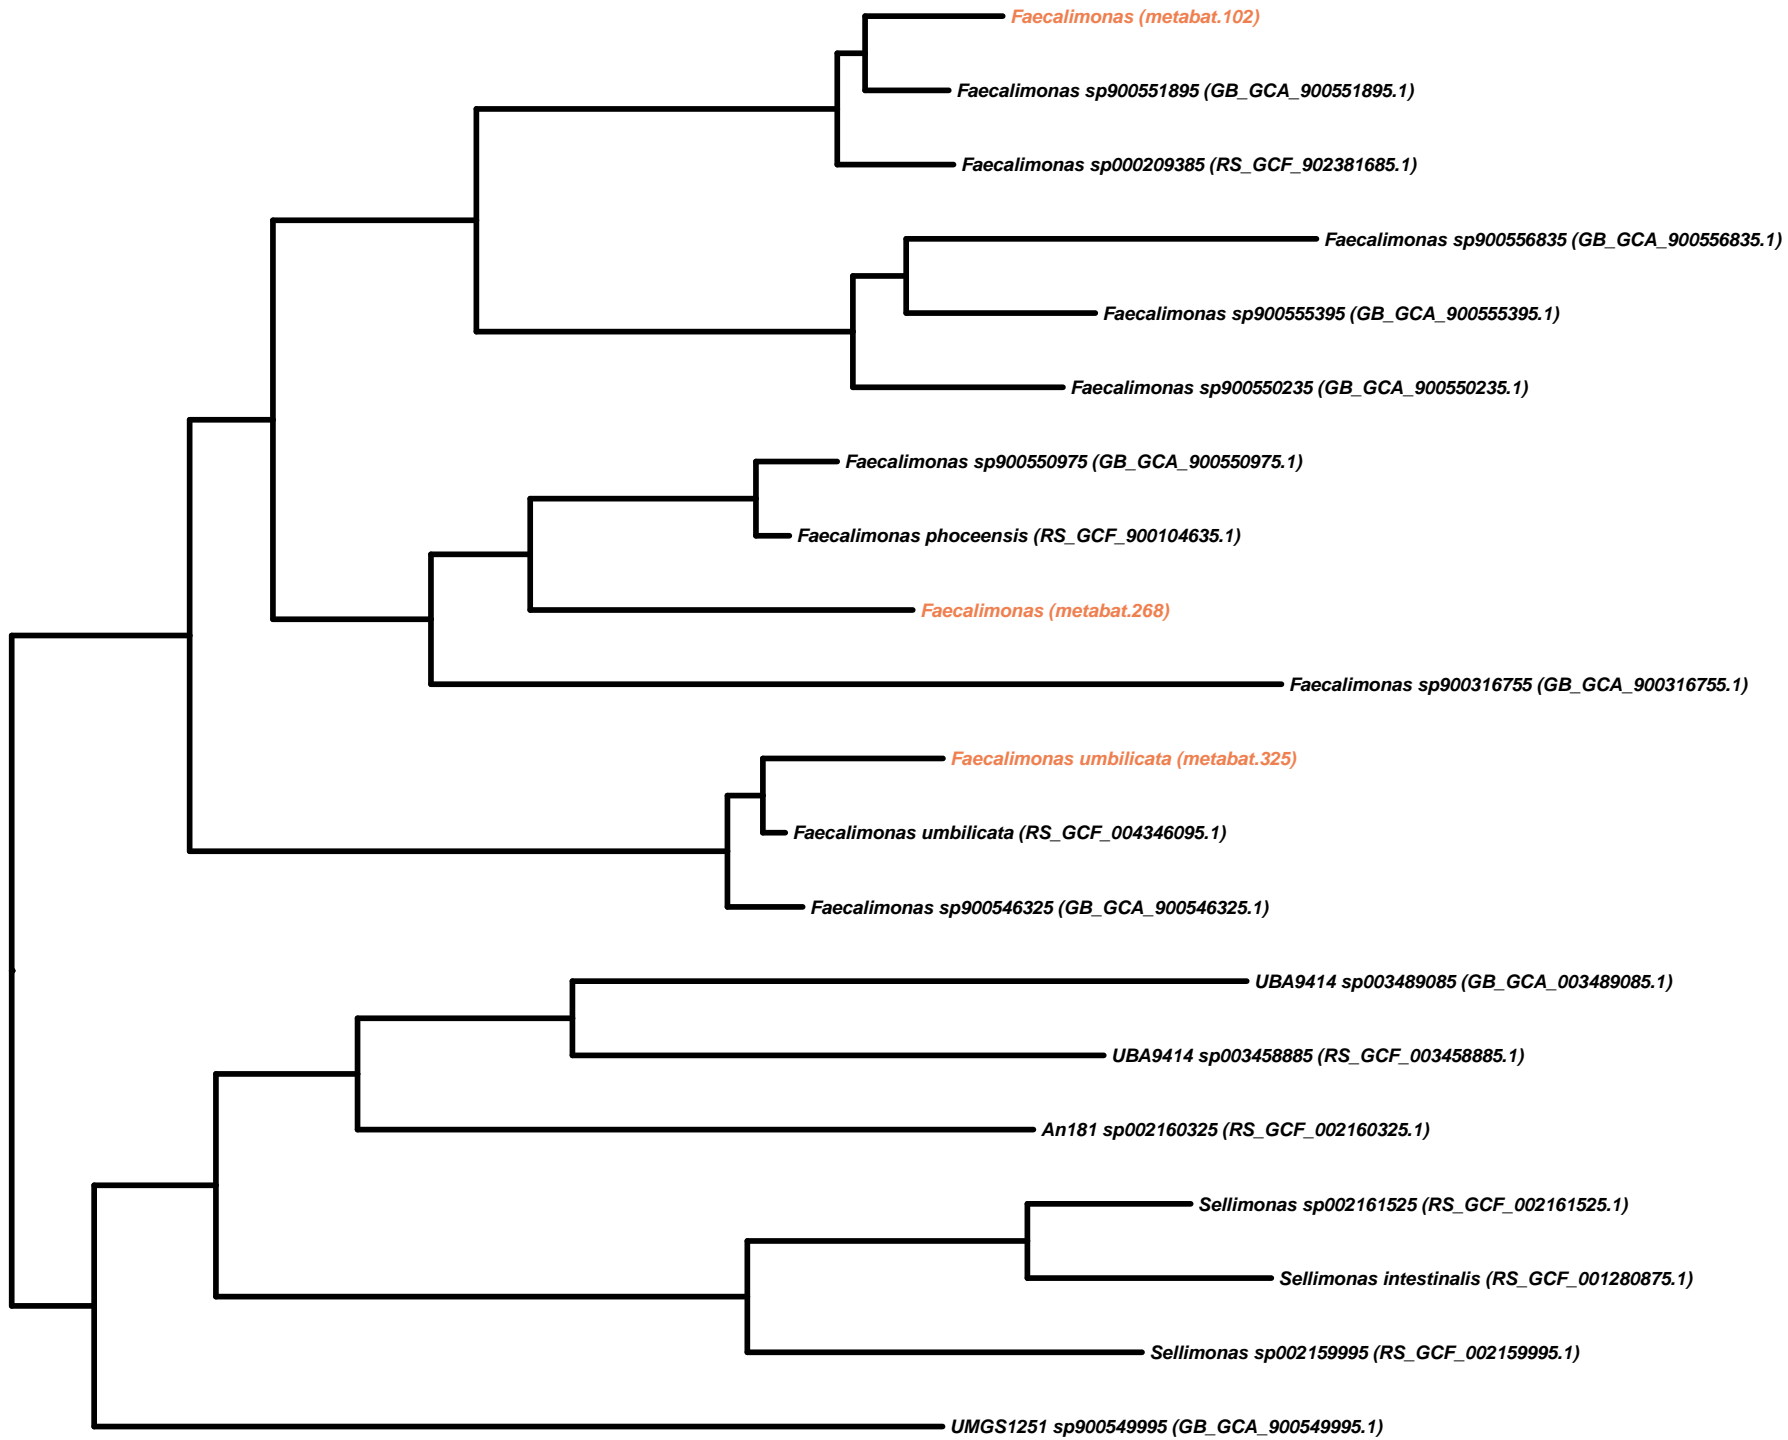 Faecalimonas (metabat.102)
Faecalimonas sp900551895 (GB_GCA_900551895.1)
Faecalimonas sp000209385 (RS_GCF_902381685.1)
Faecalimonas sp900556835 (GB_GCA_900556835.1)
Faecalimonas sp900555395 (GB_GCA_900555395.1)
Faecalimonas sp900550235 (GB_GCA_900550235.1)
Faecalimonas sp900550975 (GB_GCA_900550975.1)
Faecalimonas phoceensis (RS_GCF_900104635.1)
Faecalimonas (metabat.268)
Faecalimonas sp900316755 (GB_GCA_900316755.1)
Faecalimonas umbilicata (metabat.325)
Faecalimonas umbilicata (RS_GCF_004346095.1)
Faecalimonas sp900546325 (GB_GCA_900546325.1)
UBA9414 sp003489085 (GB_GCA_003489085.1)
UBA9414 sp003458885 (RS_GCF_003458885.1)
An181 sp002160325 (RS_GCF_002160325.1)
Sellimonas sp002161525 (RS_GCF_002161525.1)
Sellimonas intestinalis (RS_GCF_001280875.1)
Sellimonas sp002159995 (RS_GCF_002159995.1)
UMGS1251 sp900549995 (GB_GCA_900549995.1)